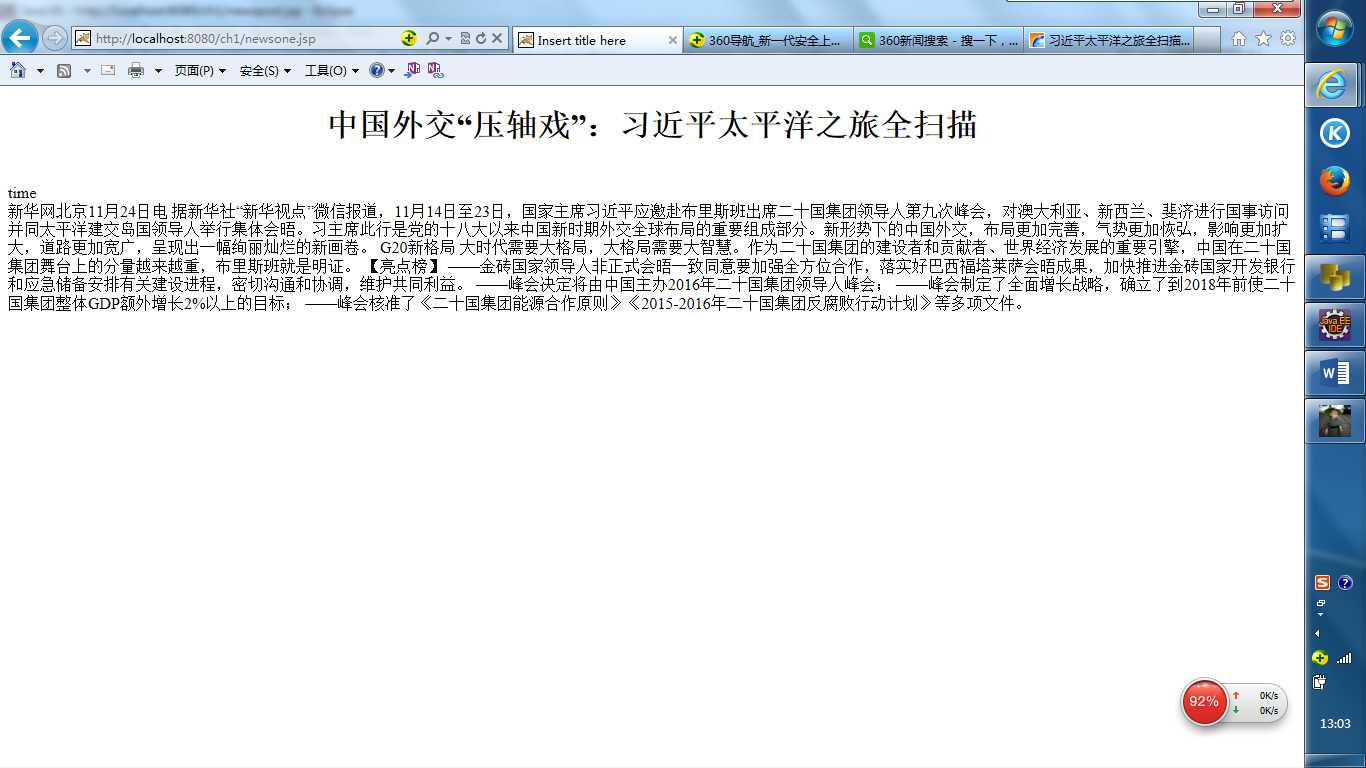 http://localhost:8080/ch1/newsone.jsp
Insert title here
360导航_新一代安全上...
360新闻搜索 - 搜一下，...
习近平太平洋之旅全扫描...
页面(P)
安全(S)
工具(O)
中国外交“压轴戏”：习近平太平洋之旅全扫描
time
新华网北京11月24日电 据新华社“新华视点”微信报道，11月14日至23日，国家主席习近平应邀赴布里斯班出席二十国集团领导人第九次峰会，对澳大利亚、新西兰、斐济进行国事访问
并同太平洋建交岛国领导人举行集体会晤。习主席此行是党的十八大以来中国新时期外交全球布局的重要组成部分。新形势下的中国外交，布局更加完善，气势更加恢弘，影响更加扩
大，道路更加宽广，呈现出一幅绚丽灿烂的新画卷。 G20新格局 大时代需要大格局，大格局需要大智慧。作为二十国集团的建设者和贡献者、世界经济发展的重要引擎，中国在二十国
集团舞台上的分量越来越重，布里斯班就是明证。 【亮点榜】 ——金砖国家领导人非正式会晤一致同意要加强全方位合作，落实好巴西福塔莱萨会晤成果，加快推进金砖国家开发银行
和应急储备安排有关建设进程，密切沟通和协调，维护共同利益。 ——峰会决定将由中国主办2016年二十国集团领导人峰会； ——峰会制定了全面增长战略，确立了到2018年前使二十
国集团整体GDP额外增长2%以上的目标； ——峰会核准了《二十国集团能源合作原则》《2015-2016年二十国集团反腐败行动计划》等多项文件。
Java EE
IDE
92%
0K/s
0K/s
13:03